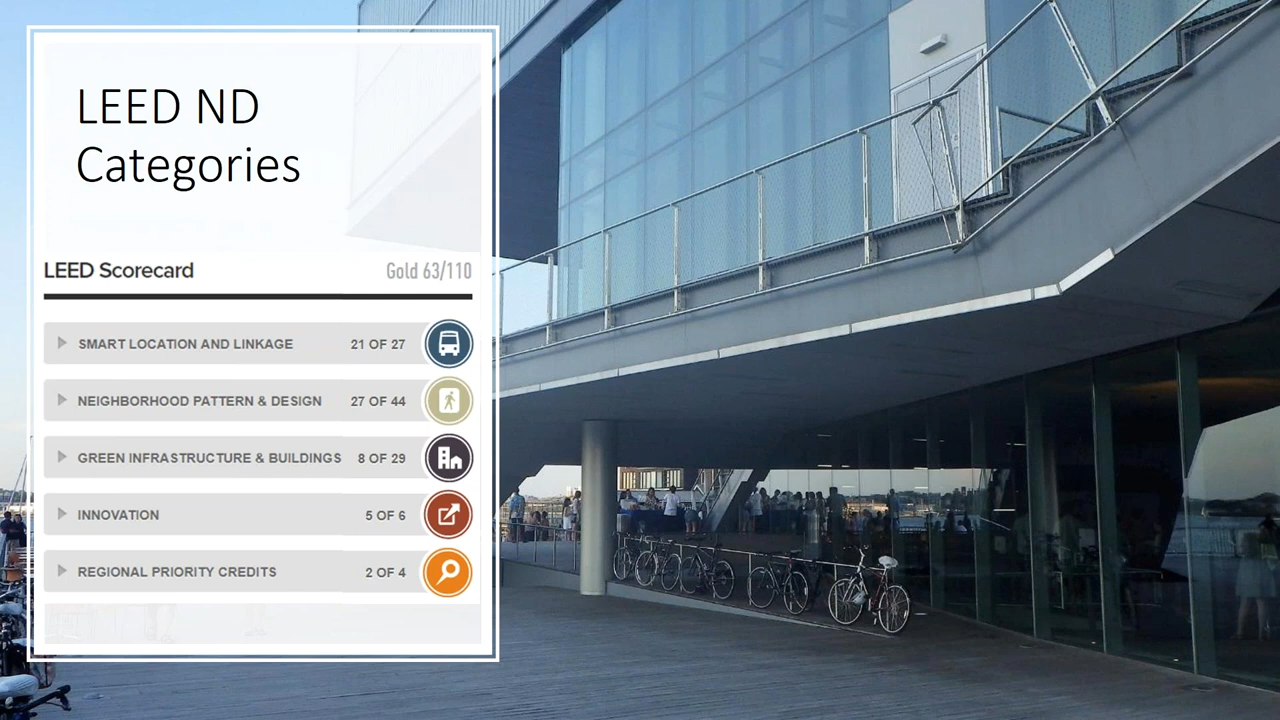 LEED ND
Categories
LEED Scorecard Gold 63/110
SMART LOCATION AND LINKAGE 21 OF 27
NEIGHBORHOOD PATTERN & DESIGN 27 OF 44
GREEN INFRASTRUCTURE & BUILDINGS 8 OF 29
INNOVATION 5 OF 6
REGIONAL PRIORITY CREDITS 2 OF 4